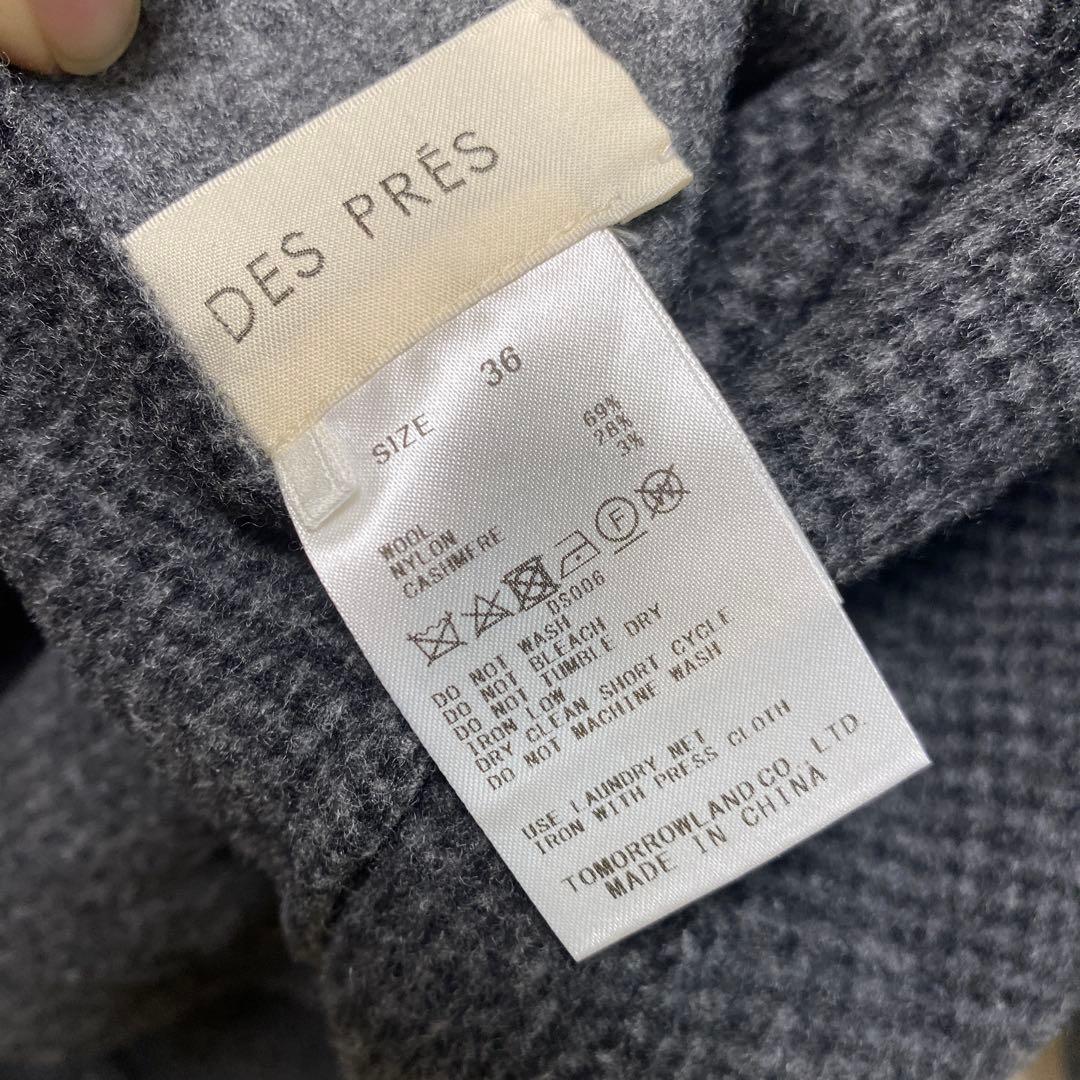 DES PRÉS
SIZE 36
WOOL 69%
NYLON 28%
CASHMERE 3%
F W
DS006
DO NOT WASH
DO NOT BLEACH
DO NOT TUMBLE DRY
IRON LOW
DRY CLEAN SHORT CYCLE
DO NOT MACHINE WASH
USE LAUNDRY NET
IRON WITH PRESS CLOTH
TOMORROWLAND CO., LTD.
MADE IN CHINA